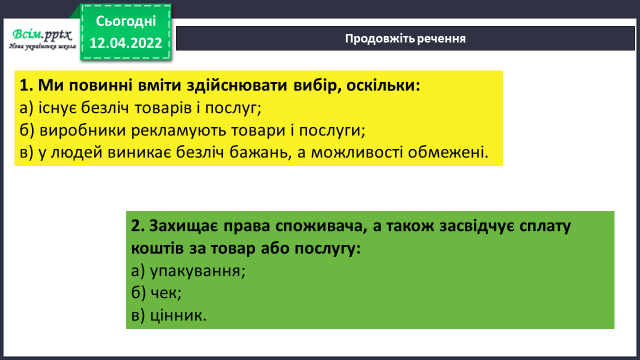 Всім.pptx
Нова українська школа
Сьогодні
12.04.2022
Продовжіть речення
1. Ми повинні вміти здійснювати вибір, оскільки:
а) існує безліч товарів і послуг;
б) виробники рекламують товари і послуги;
в) у людей виникає безліч бажань, а можливості обмежені.
2. Захищає права споживача, а також засвідчує сплату
коштів за товар або послугу:
а) упакування;
б) чек;
в) цінник.